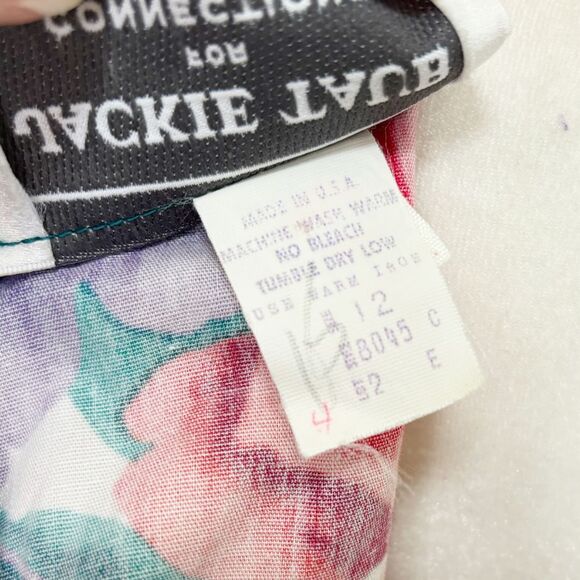 CONNECTIONS
FOR
JACKIE TAUB
MADE IN U.S.A.
MACHINE WASH WARM
NO BLEACH
TUMBLE DRY LOW
USE WARM IRON
12
8045 C
52 E